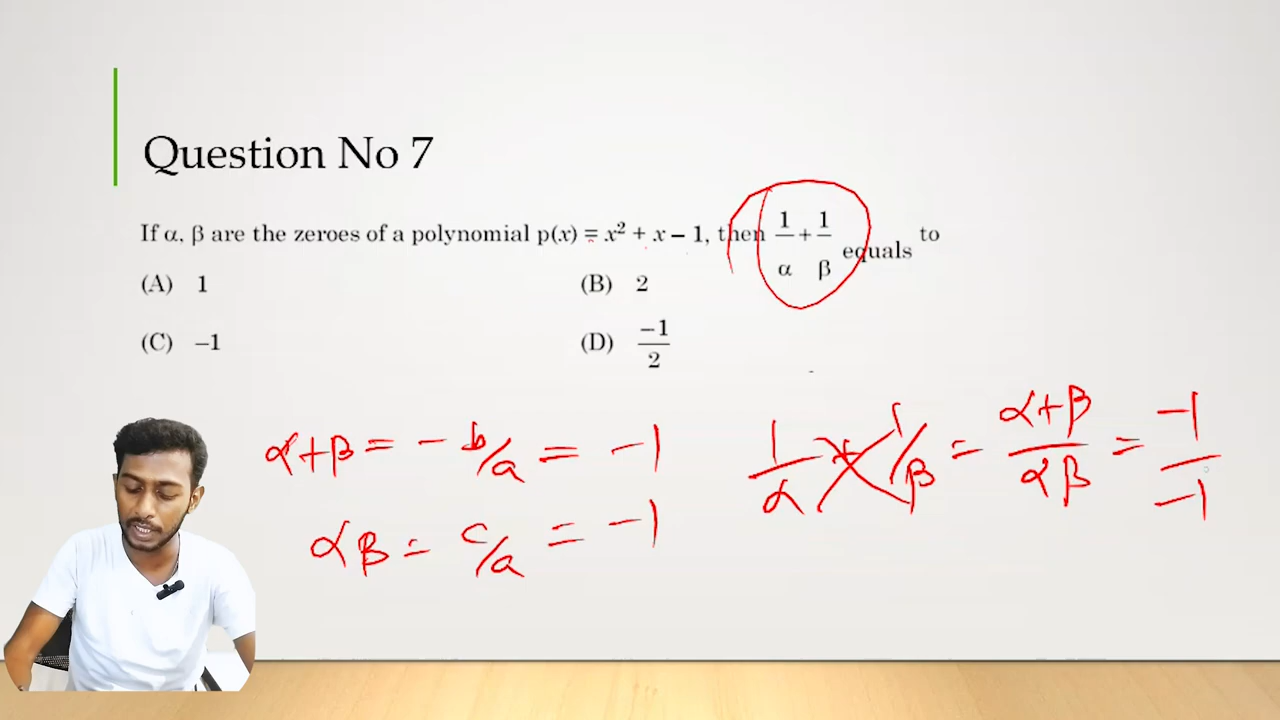 Question No 7
If α, β are the zeroes of a polynomial p(x) = x² + x – 1, then 1/α + 1/β equals to
(A) 1
(B) 2
(C) –1
(D) –1/2
α+β = - b/a = -1
αβ = c/a = -1
1/α + 1/β = α+β/αβ = -1/-1